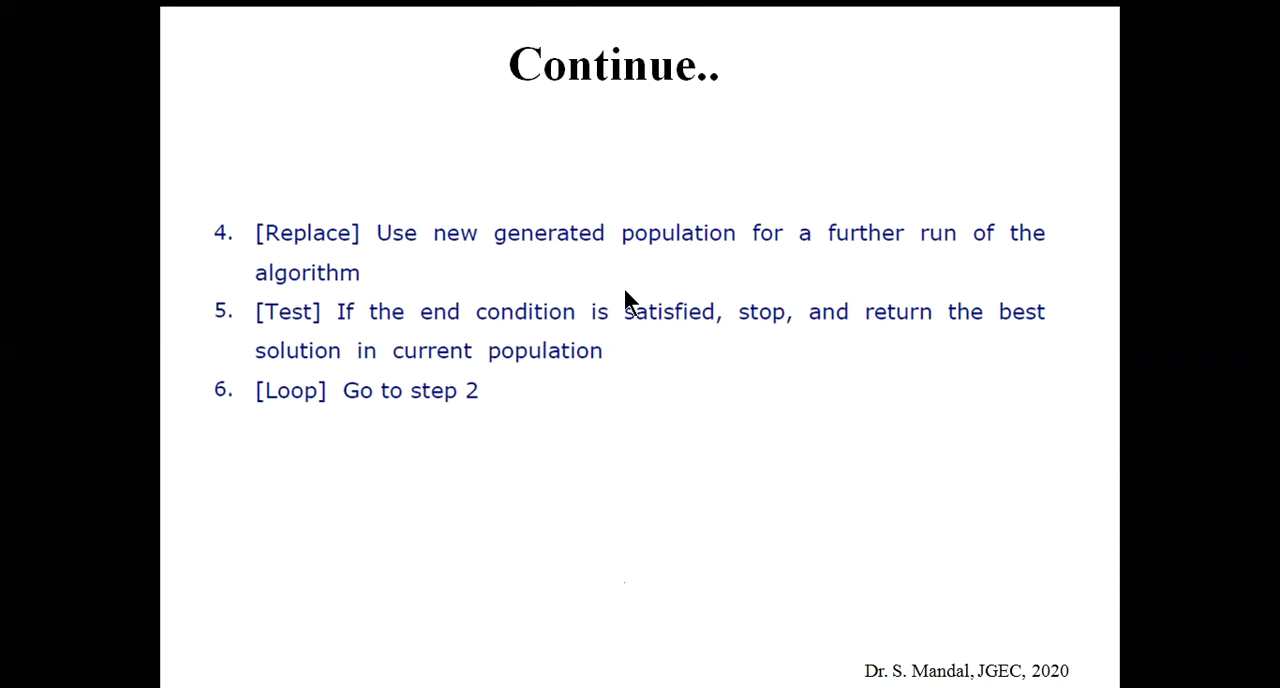 Continue..
4. [Replace] Use new generated population for a further run of the
algorithm
5. [Test] If the end condition is satisfied, stop, and return the best
solution in current population
6. [Loop] Go to step 2
Dr. S. Mandal, JGEC, 2020